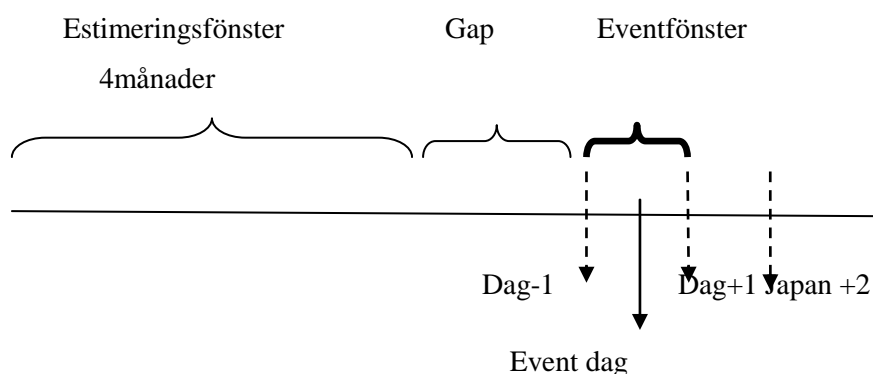 Estimeringsfönster Gap Eventfönster
4månader
Dag-1 Dag+1 Japan +2
Event dag